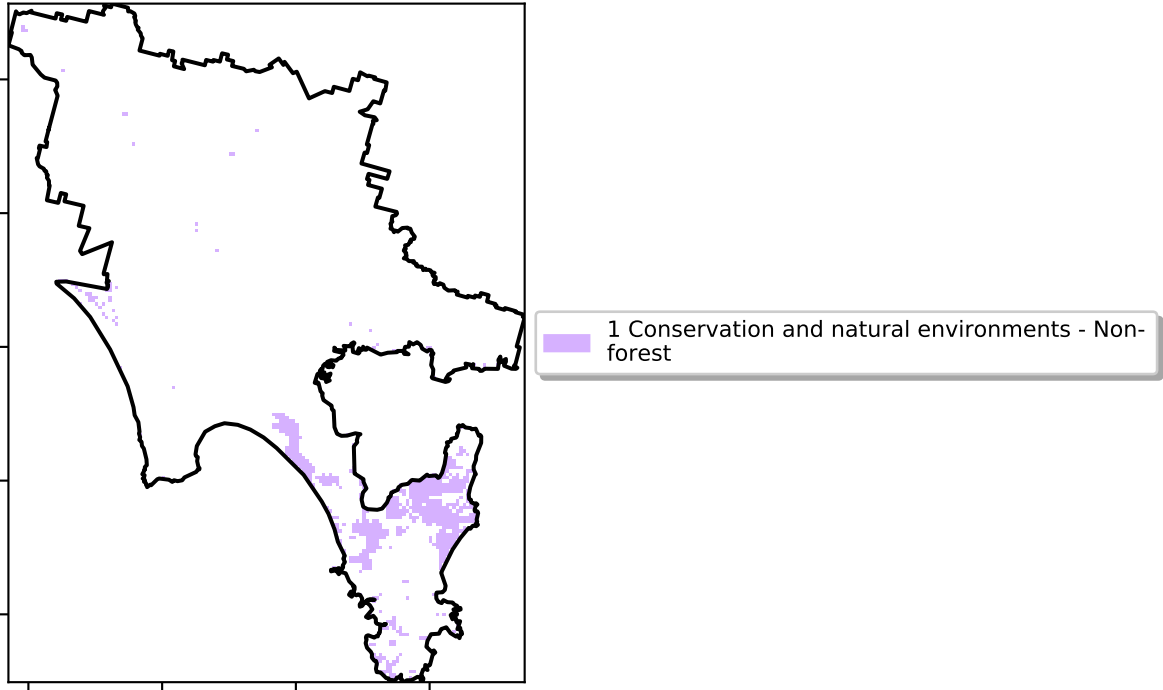 1 Conservation and natural environments - Non-
forest